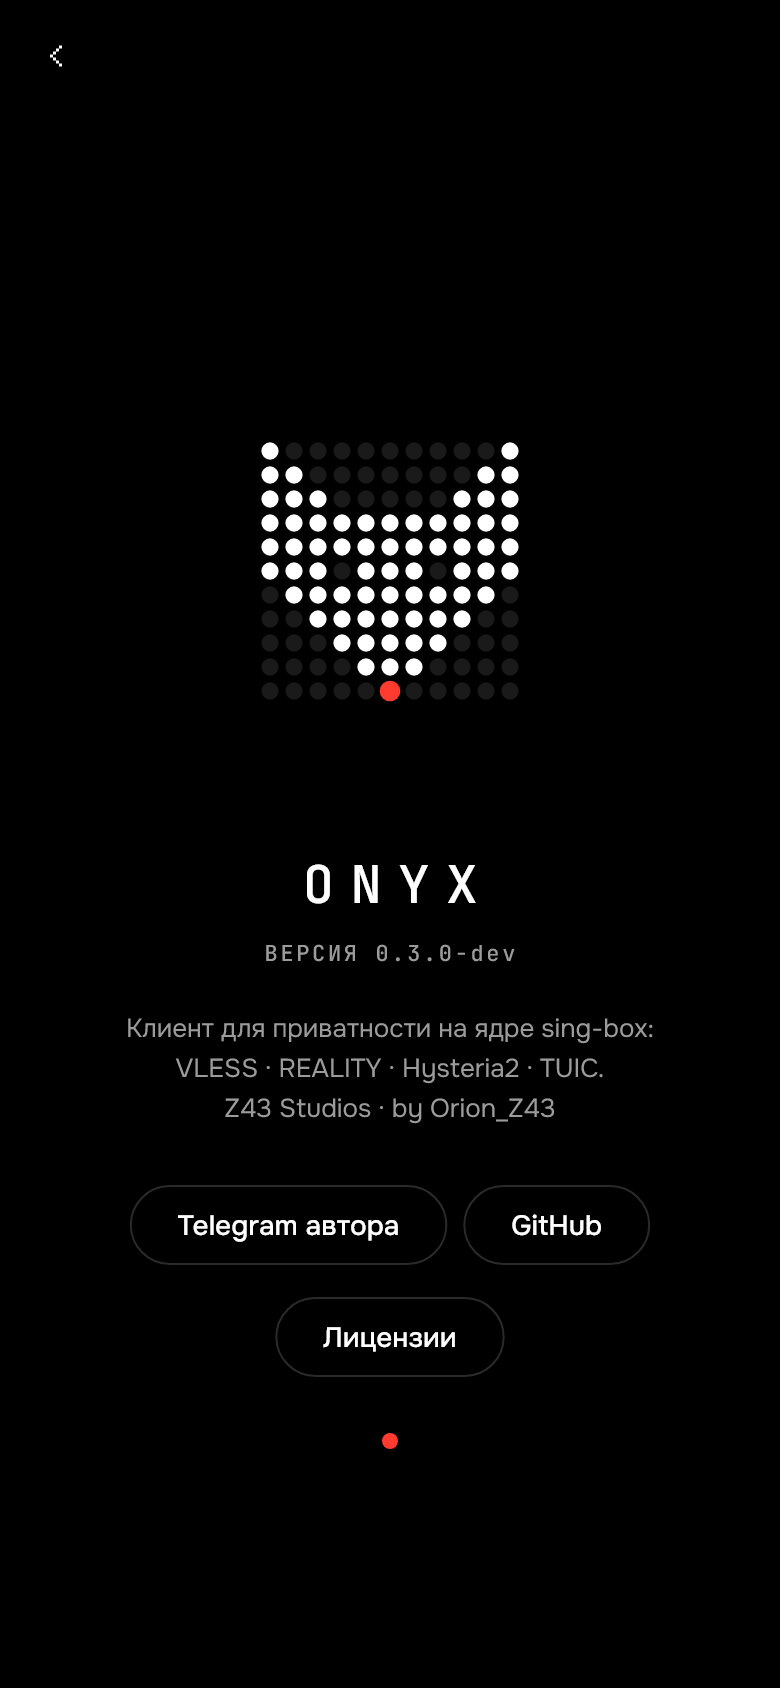 ONYX
ВЕРСИЯ 0.3.0-dev
Клиент для приватности на ядре sing-box:
VLESS · REALITY · Hysteria2 · TUIC.
Z43 Studios · by Orion_Z43
Telegram автора
GitHub
Лицензии